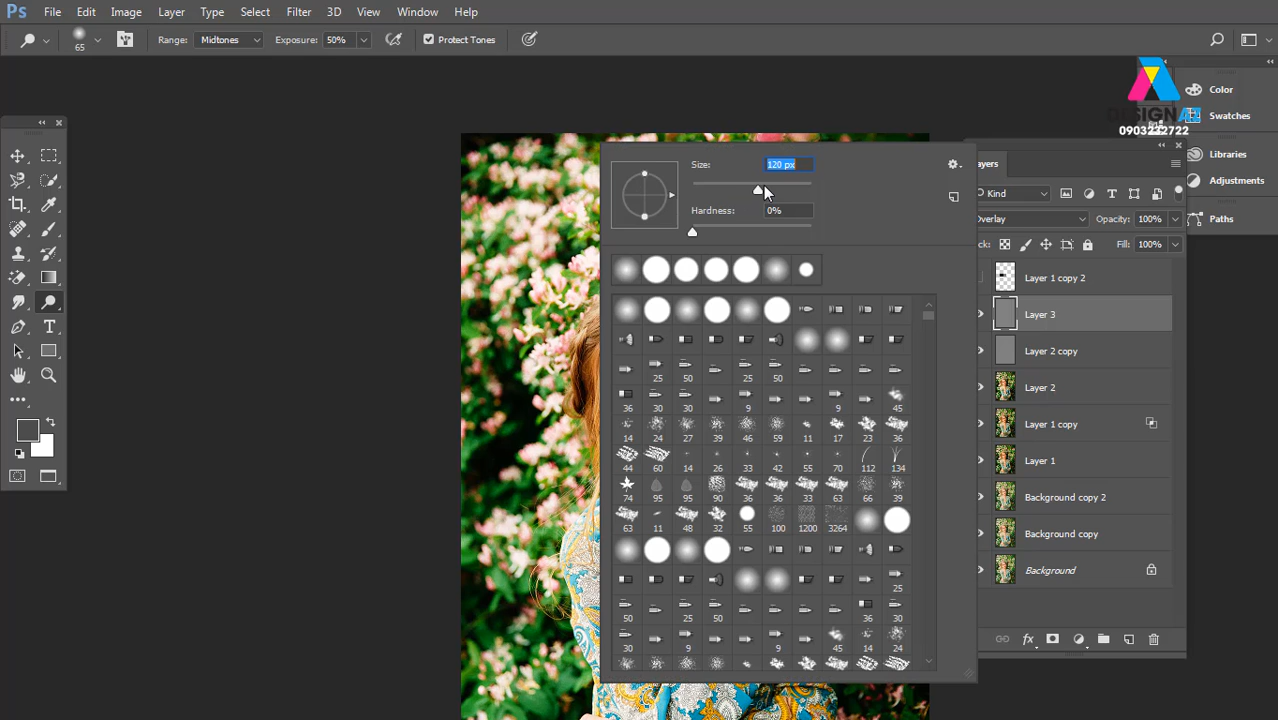 Ps File Edit Image Layer Type Select Filter 3D View Window Help
65 Range: Midtones Exposure: 50% Protect Tones
Color
Swatches
0903222722
Libraries
Adjustments
Paths
Size: 120 px
Hardness: 0%
25 50 25 50
36 30 30 9 9 45
14 24 27 39 46 59 11 17 23 36
44 60 14 26 33 42 55 70 112 134
74 95 95 90 36 36 33 63 66 39
63 11 48 32 55 100 1200 3264
25
50 25 50 36 30
30 9 9 45 14 24
ayers
Kind
Overlay Opacity: 100%
ck: Fill: 100%
Layer 1 copy 2
Layer 3
Layer 2 copy
Layer 2
Layer 1 copy
Layer 1
Background copy 2
Background copy
Background
fx